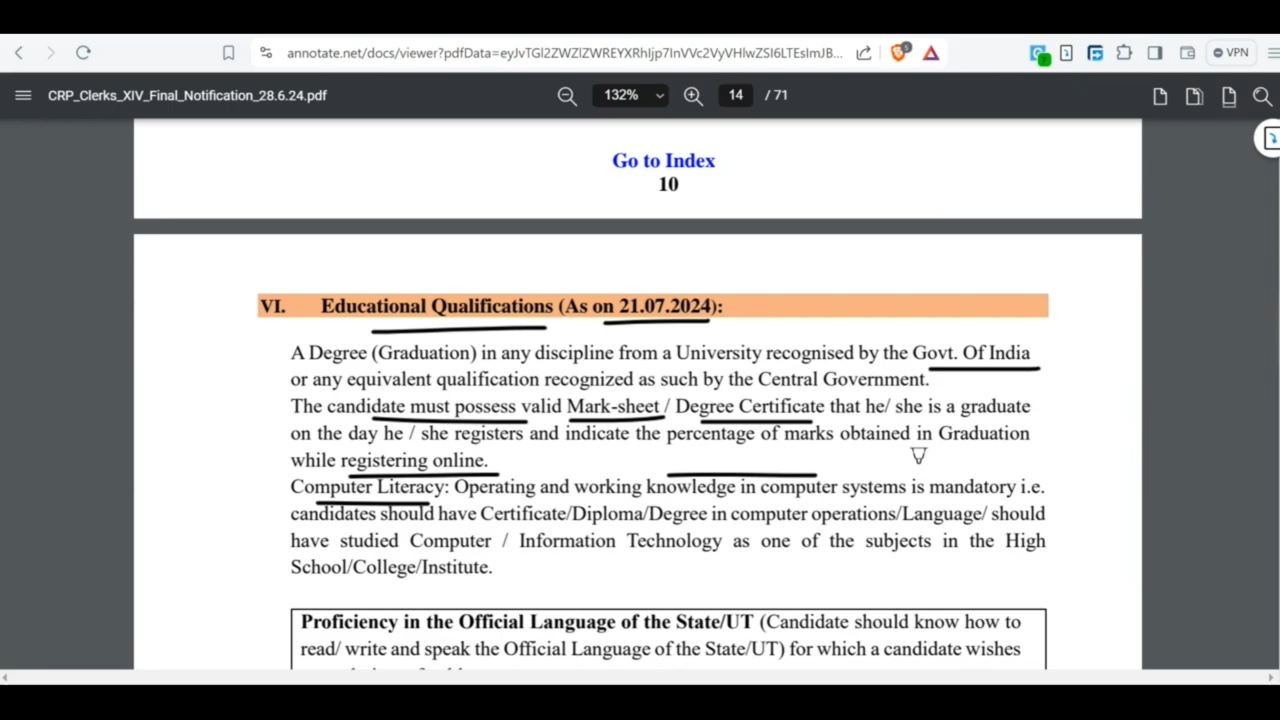 annotate.net/docs/viewer?pdfData=eyJvTGl2ZWZlZWREYXRhIjp7InVVc2VyVHlwZSI6LTEsImJB...
VPN
CRP_Clerks_XIV_Final_Notification_28.6.24.pdf
132%
14 / 71
Go to Index
10
VI. Educational Qualifications (As on 21.07.2024):
A Degree (Graduation) in any discipline from a University recognised by the Govt. Of India
or any equivalent qualification recognized as such by the Central Government.
The candidate must possess valid Mark-sheet / Degree Certificate that he/ she is a graduate
on the day he / she registers and indicate the percentage of marks obtained in Graduation
while registering online.
Computer Literacy: Operating and working knowledge in computer systems is mandatory i.e.
candidates should have Certificate/Diploma/Degree in computer operations/Language/ should
have studied Computer / Information Technology as one of the subjects in the High
School/College/Institute.
Proficiency in the Official Language of the State/UT (Candidate should know how to
read/ write and speak the Official Language of the State/UT) for which a candidate wishes